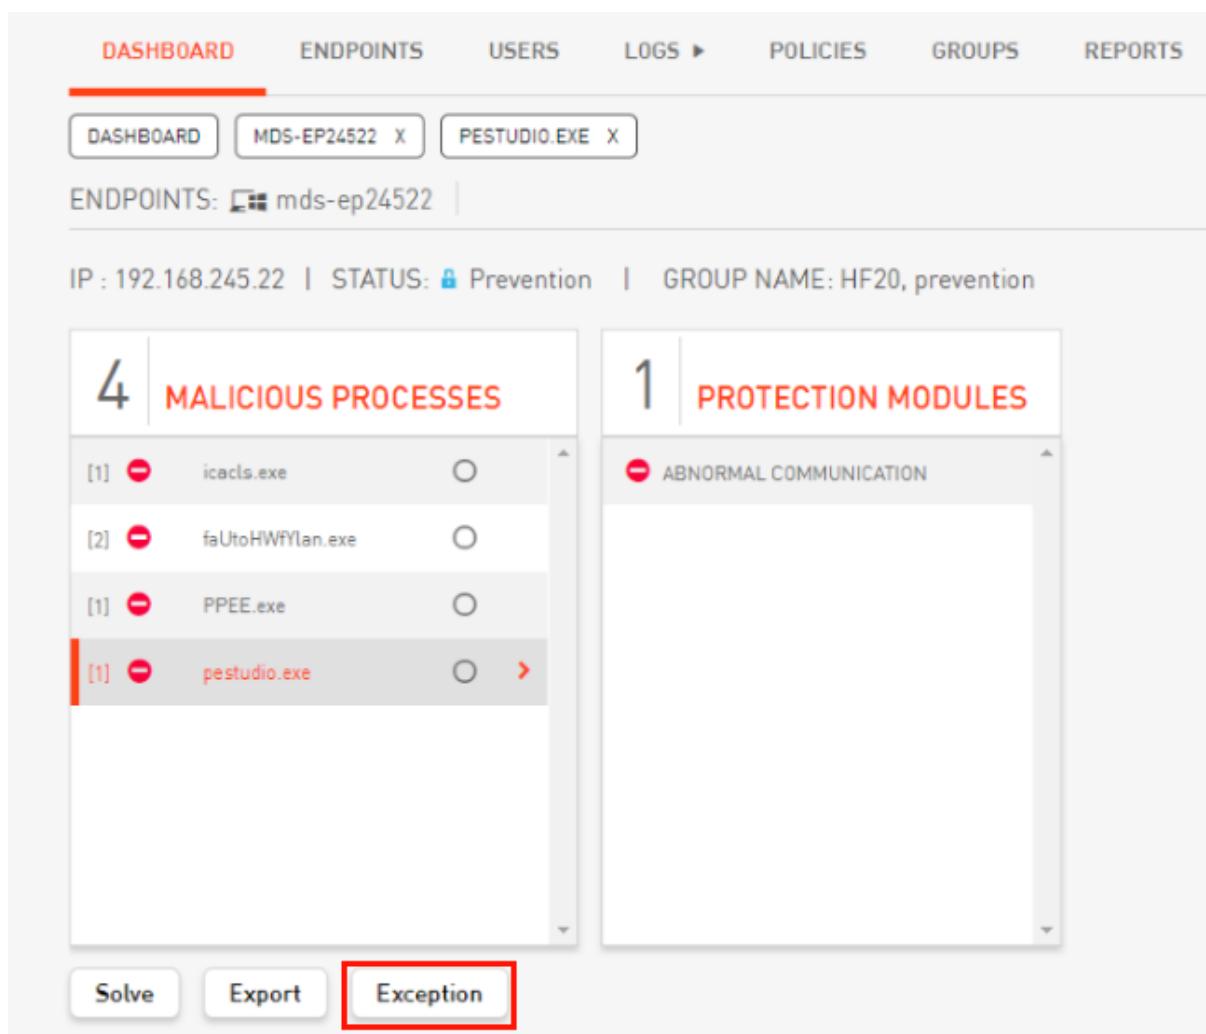 DASHBOARD ENDPOINTS USERS LOGS ▶ POLICIES GROUPS REPORTS
DASHBOARD MDS-EP24522 X PESTUDIO.EXE X
ENDPOINTS: mds-ep24522
IP : 192.168.245.22 | STATUS: Prevention | GROUP NAME: HF20, prevention
4 MALICIOUS PROCESSES
[1] icacls.exe
[2] faUtoHWfYlan.exe
[1] PPEE.exe
[1] pestudio.exe
1 PROTECTION MODULES
ABNORMAL COMMUNICATION
Solve Export Exception